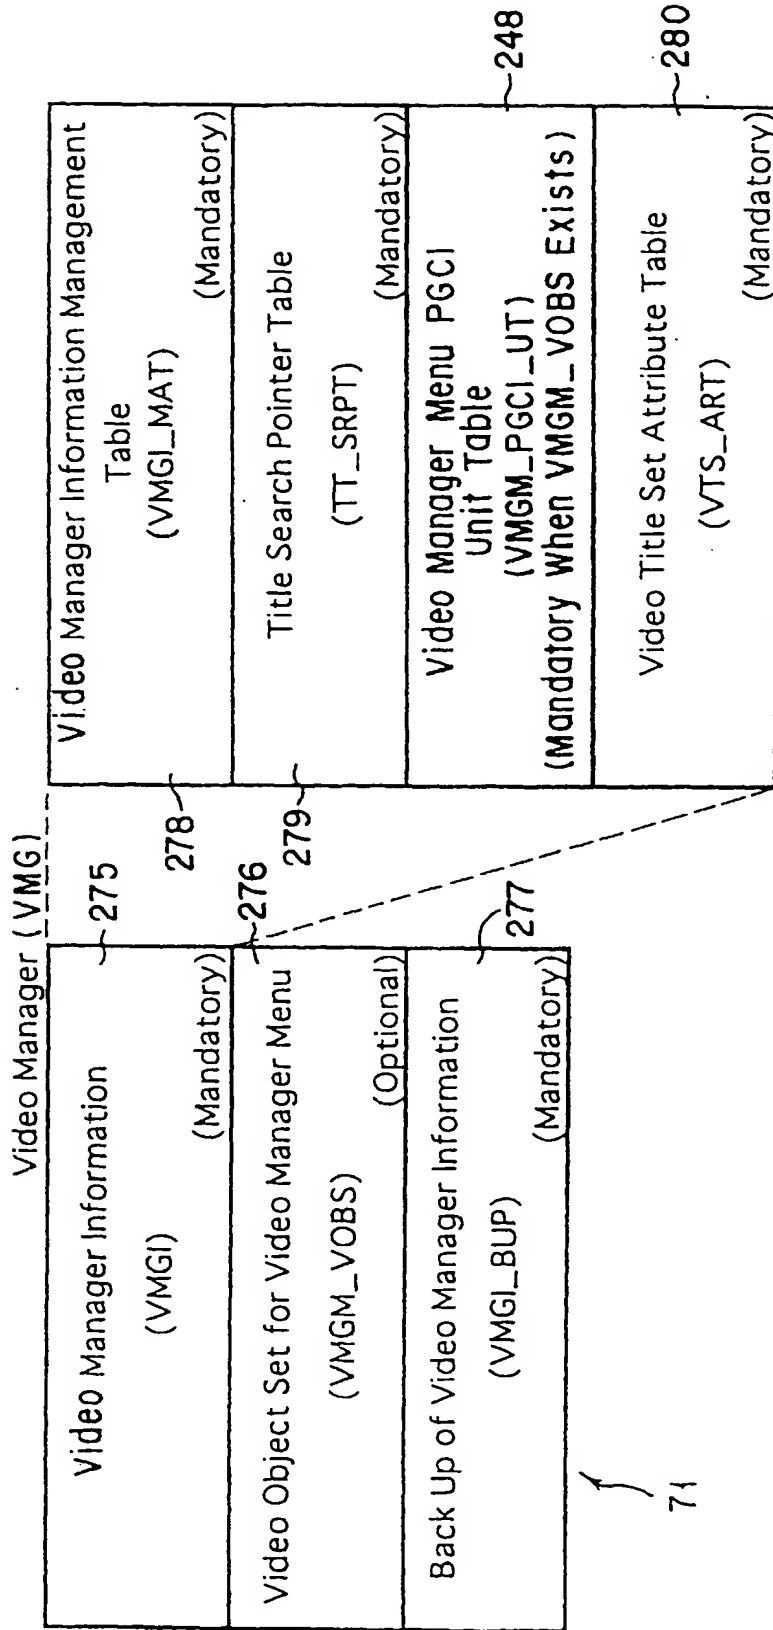 Video Manager (VMG)
Video Manager Information
(VMGI)
(Mandatory)
275
Video Object Set for Video Manager Menu
(VMGM_VOBS)
(Optional)
276
Back Up of Video Manager Information
(VMGI_BUP)
(Mandatory)
277
71
Video Manager Information Management
Table
(VMGI_MAT)
(Mandatory)
278
Title Search Pointer Table
(TT_SRPT)
(Mandatory)
279
Video Manager Menu PGCI
Unit Table
(VMGM_PGCI_UT)
(Mandatory When VMGM_VOBS Exists)
248
Video Title Set Attribute Table
(VTS_ART)
(Mandatory)
280